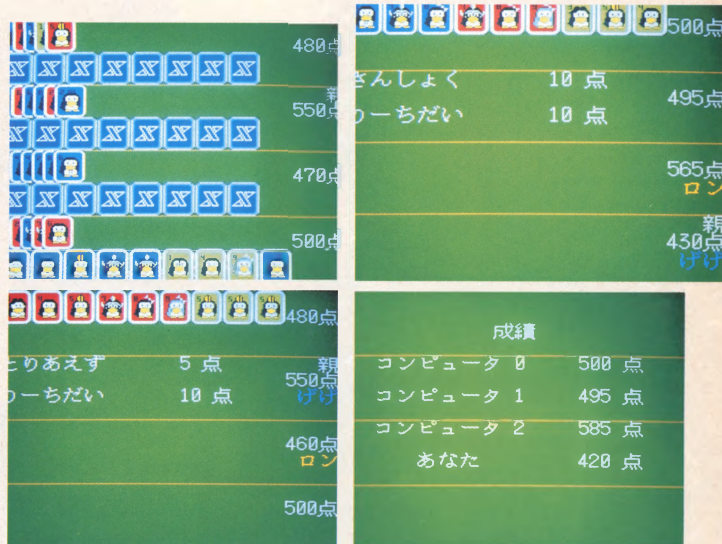 480点
親
550点
470点
500点
500点
さんしょく 10 点
495点
のーちだい 10 点
565点
ロン
親
430点
げげ
480点
とりあえず 5 点
親
550点
のーちだい 10 点
げげ
460点
ロン
500点
成績
コンピュータ 0 500 点
コンピュータ 1 495 点
コンピュータ 2 585 点
あなた 420 点